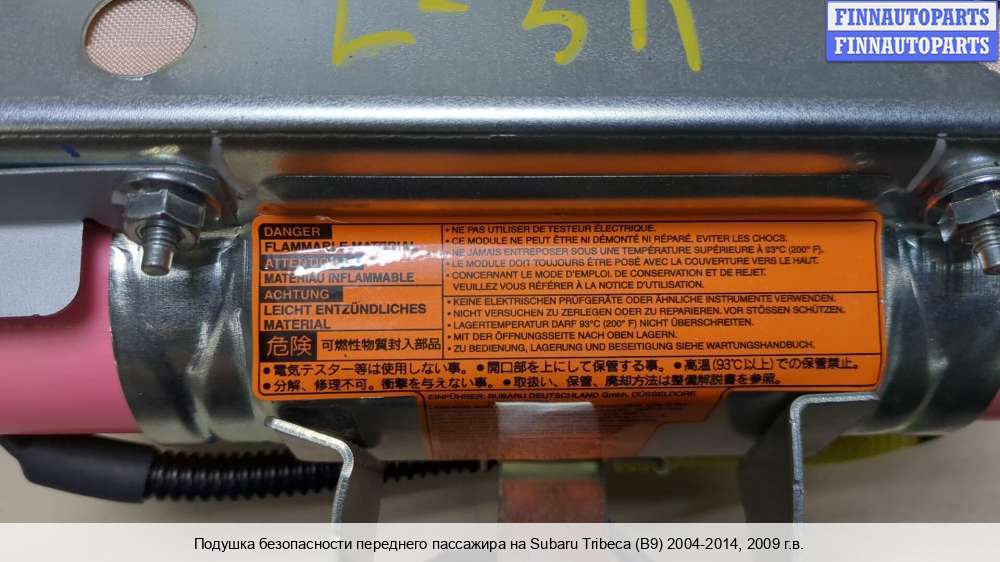 FINNAUTOPARTS
FINNAUTOPARTS
DANGER
FLAMMABLE MATERIAL
ATTENTION
MATÉRIAU INFLAMMABLE
ACHTUNG
LEICHT ENTZÜNDLICHES
MATERIAL
危険 可燃性物質封入部品
• NE PAS UTILISER DE TESTEUR ÉLECTRIQUE.
• CE MODULE NE PEUT ÊTRE NI DÉMONTÉ NI RÉPARÉ, EVITER LES CHOCS.
• NE JAMAIS ENTREPOSER SOUS UNE TEMPÉRATURE SUPÉRIEURE À 93°C (200° F).
• LE MODULE DOIT TOUJOURS ÊTRE POSÉ AVEC LA COUVERTURE VERS LE HAUT.
• CONCERNANT LE MODE D'EMPLOI. DE CONSERVATION ET DE REJET.
VEUILLEZ VOUS RÉFÉRER À LA NOTICE D'UTILISATION.
• KEINE ELEKTRISCHEN PRÜFGERÄTE ODER ÄHNLICHE INSTRUMENTE VERWENDEN.
• NICHT VERSUCHEN ZU ZERLEGEN ODER ZU REPARIEREN. VOR STÖSSEN SCHÜTZEN.
• LAGERTEMPERATUR DARF 93°C (200° F) NICHT ÜBERSCHREITEN.
• MIT DER ÖFFNUNGSSEITE NACH OBEN LAGERN.
• ZU BEDIENUNG, LAGERUNG UND BESEITIGUNG SIEHE WARTUNGSHANDBUCH.
●電気テスター等は使用しない事。●開口部を上にして保管する事。●高温(93℃以上)での保管禁止。
●分解、修理不可。衝撃を与えない事。●取扱い、保管、廃却方法は整備解説書を参照。
EINFÜHRER: SUBARU DEUTSCHLAND GmbH, DÜSSELDORF
Подушка безопасности переднего пассажира на Subaru Tribeca (B9) 2004-2014, 2009 г.в.